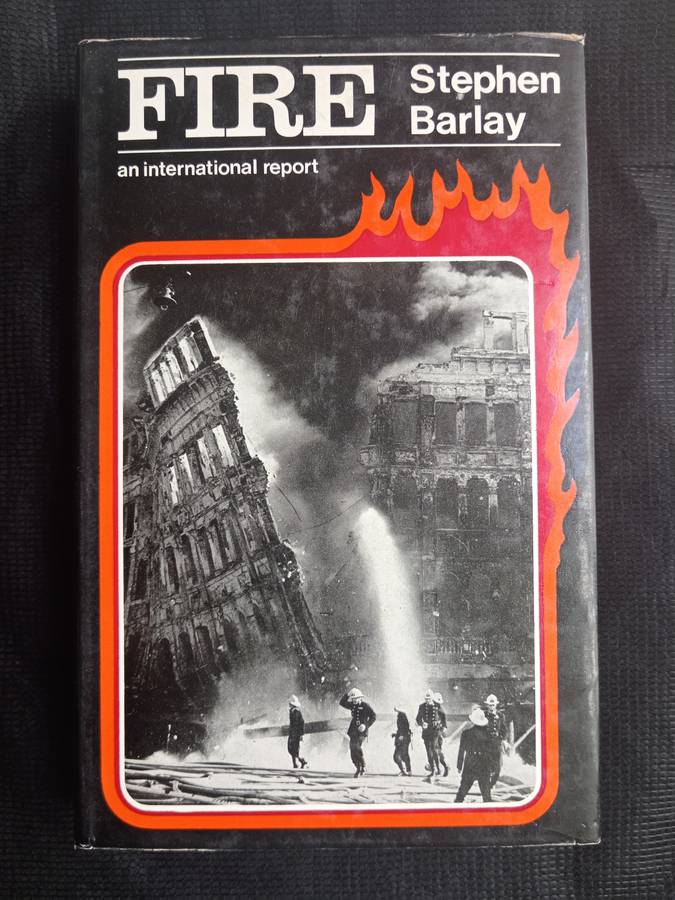 FIRE
Stephen
Barlay
an international report